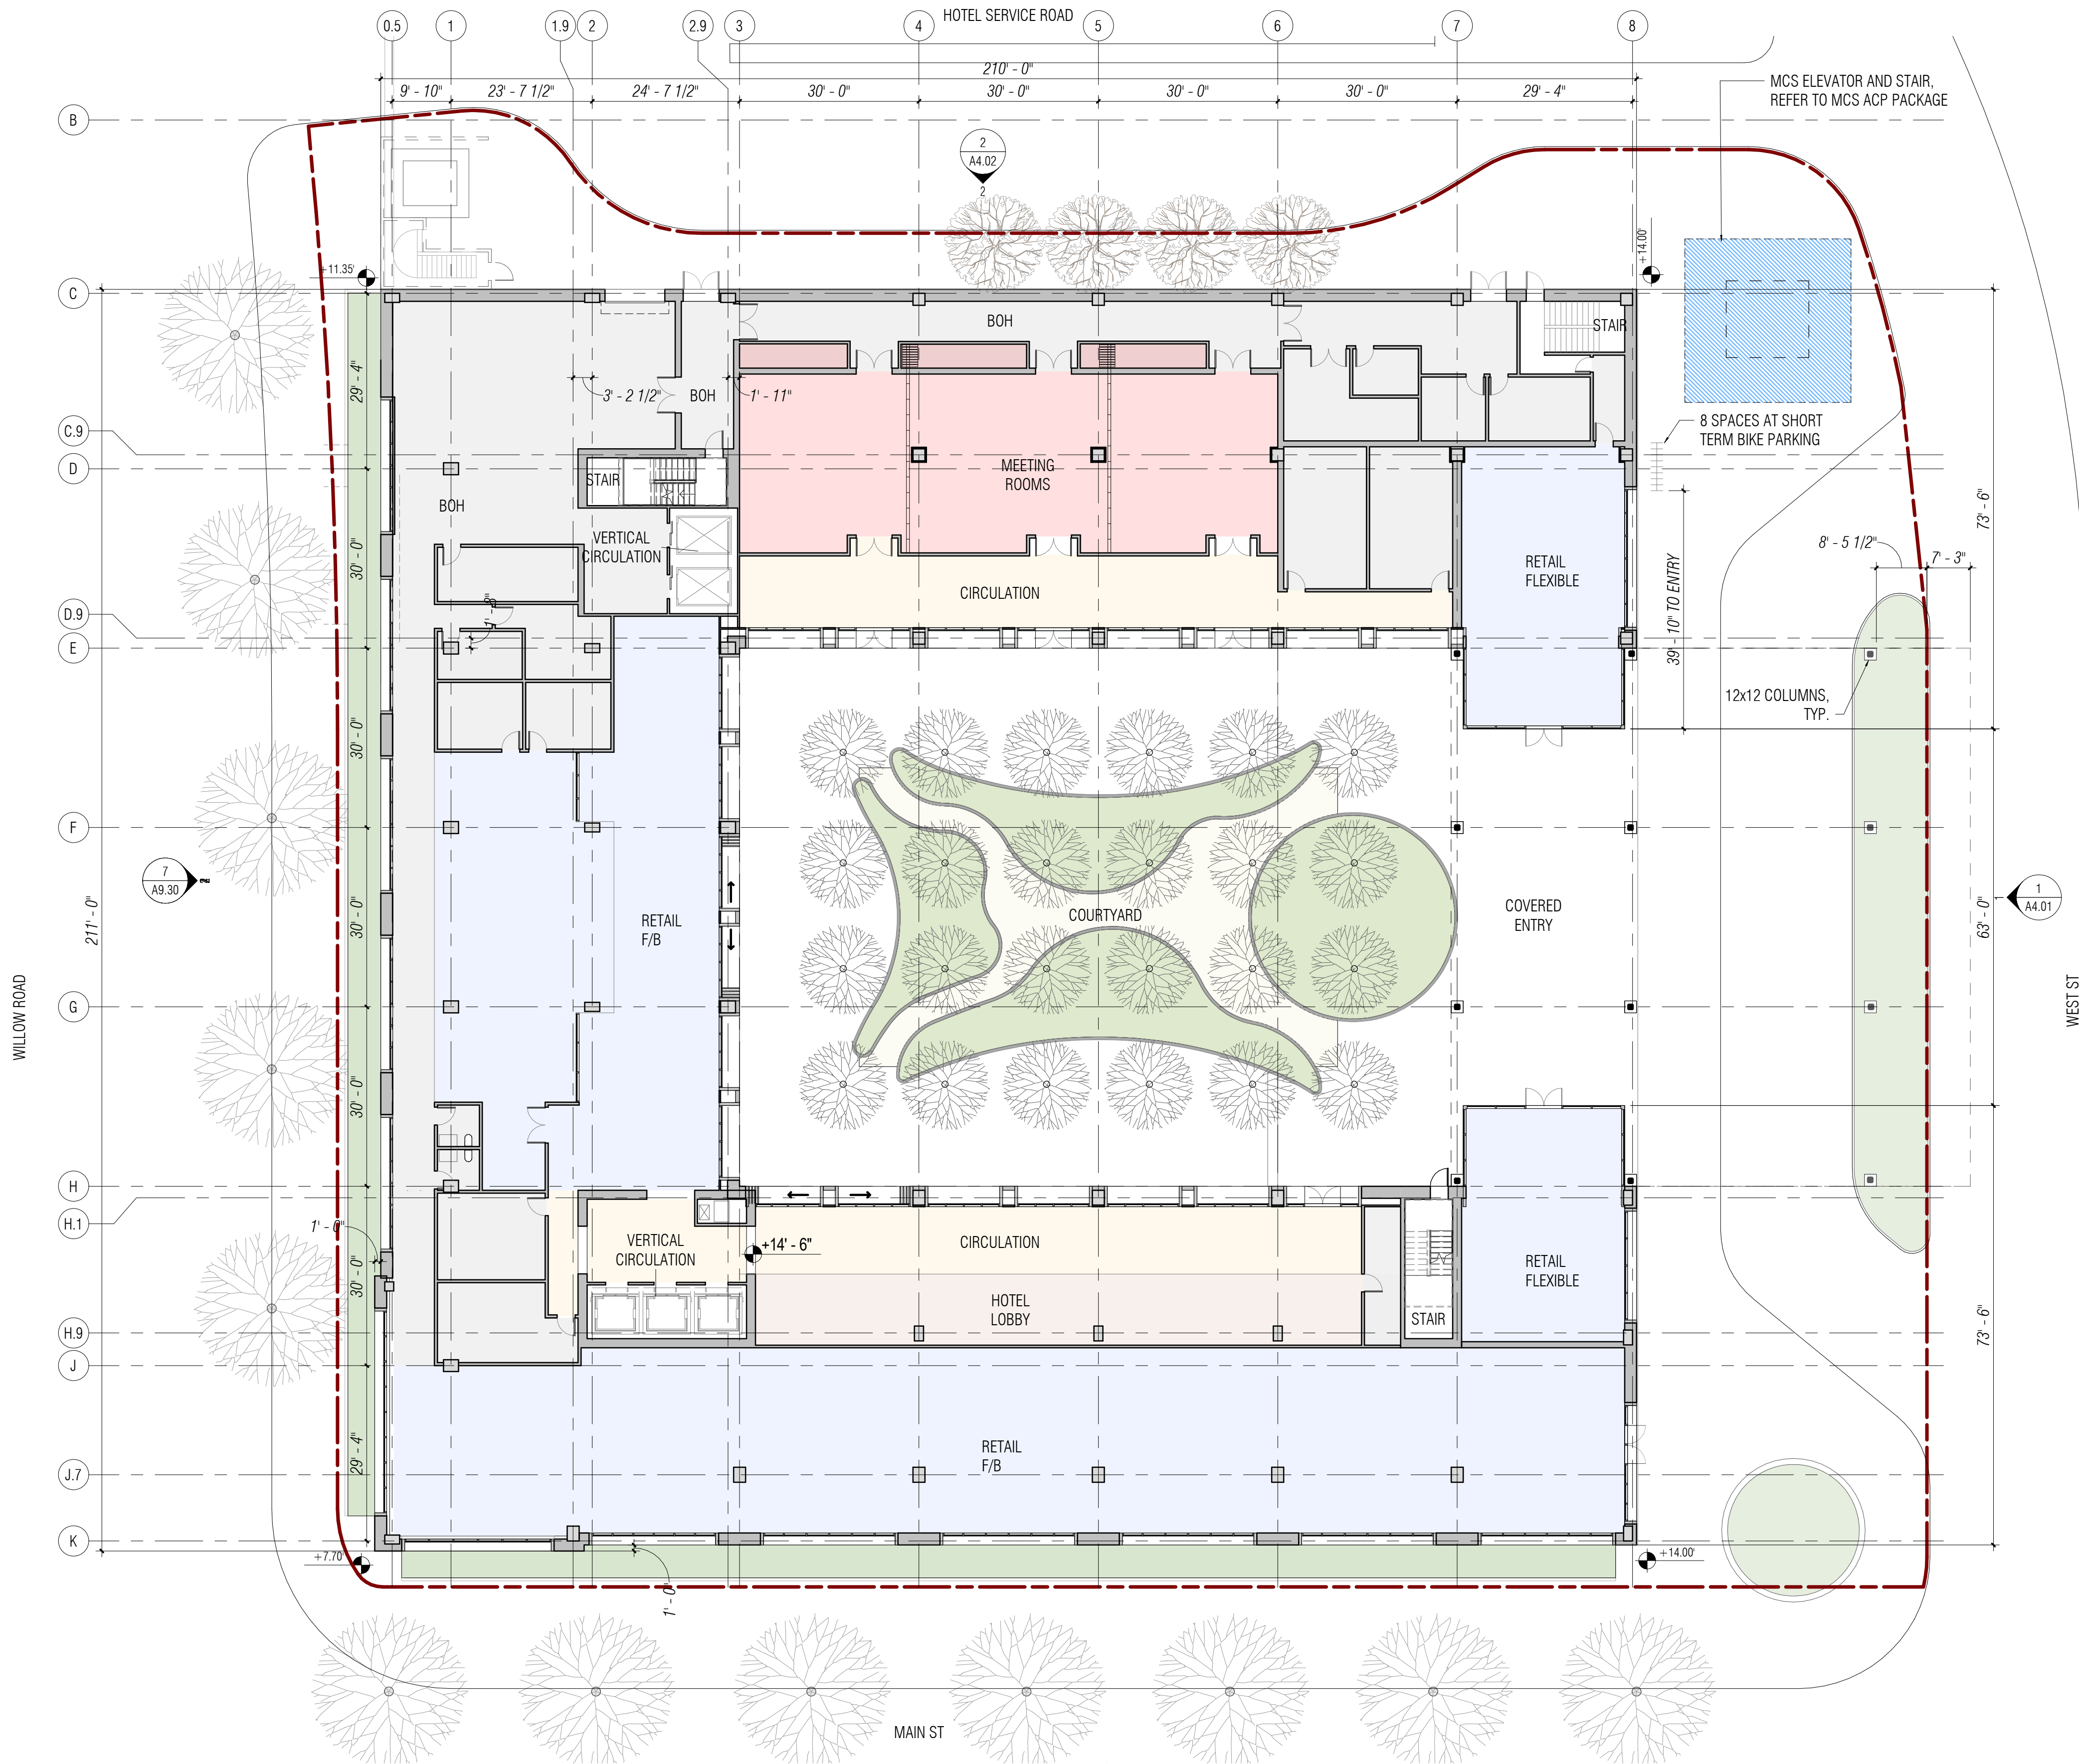 HOTEL SERVICE ROAD
0.5
1
1.9
2
2.9
3
4
5
6
7
8
210' - 0"
9' - 10"
23' - 7 1/2"
24' - 7 1/2"
30' - 0"
30' - 0"
30' - 0"
30' - 0"
29' - 4"
MCS ELEVATOR AND STAIR,
REFER TO MCS ACP PACKAGE
B
2
A4.02
2
+11.35'
+14.00'
C
BOH
STAIR
29' - 4"
3' - 2 1/2"
BOH
1' - 11"
8 SPACES AT SHORT
TERM BIKE PARKING
C.9
D
STAIR
MEETING
ROOMS
BOH
73' - 6"
VERTICAL
CIRCULATION
RETAIL
FLEXIBLE
8' - 5 1/2"
7' - 3"
30' - 0"
CIRCULATION
39' - 10" TO ENTRY
D.9
1' - 8"
E
12x12 COLUMNS,
TYP.
30' - 0"
F
7
A9.30
1
A4.01
1
211' - 0"
30' - 0"
RETAIL
F/B
COURTYARD
COVERED
ENTRY
63' - 0"
WILLOW ROAD
WEST ST
G
30' - 0"
H
H.1
1' - 0"
VERTICAL
CIRCULATION
+14' - 6"
CIRCULATION
RETAIL
FLEXIBLE
30' - 0"
HOTEL
LOBBY
STAIR
H.9
73' - 6"
J
29' - 4"
RETAIL
F/B
J.7
K
+7.70'
+14.00'
1' - 0"
MAIN ST